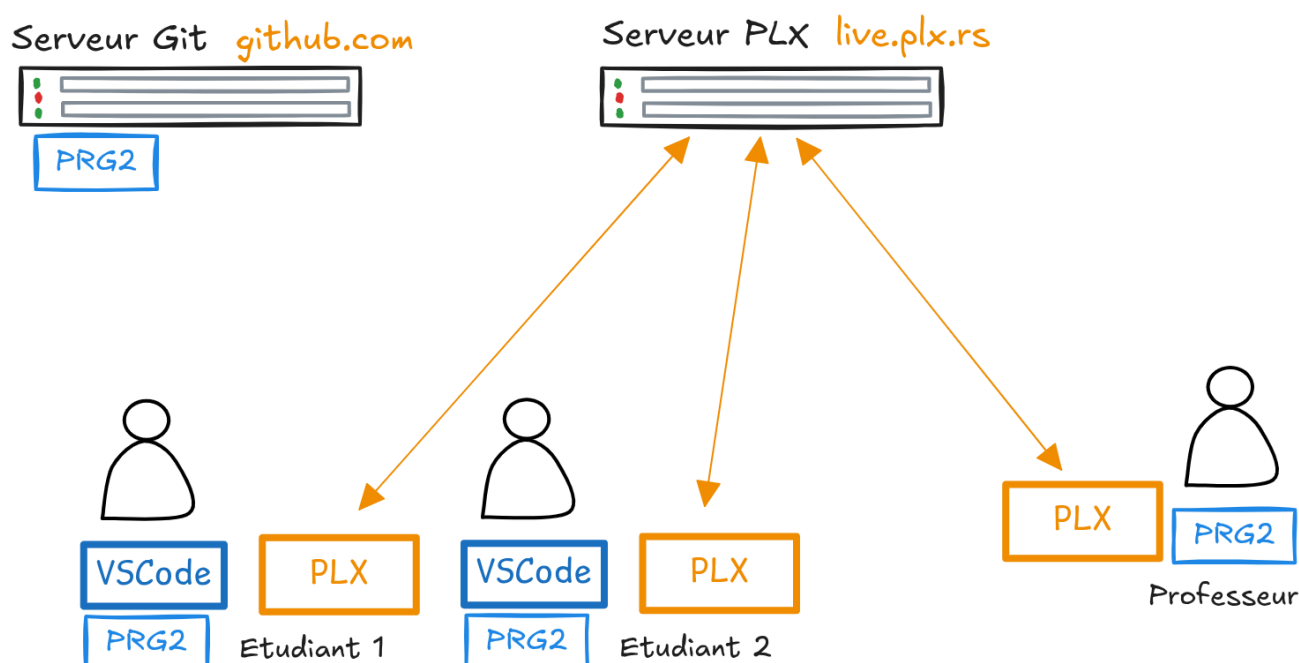 Serveur Git github.com
Serveur PLX live.plx.rs
PRG2
VSCode
PLX
PRG2
Etudiant 1
VSCode
PLX
PRG2
Etudiant 2
PLX
PRG2
Professeur